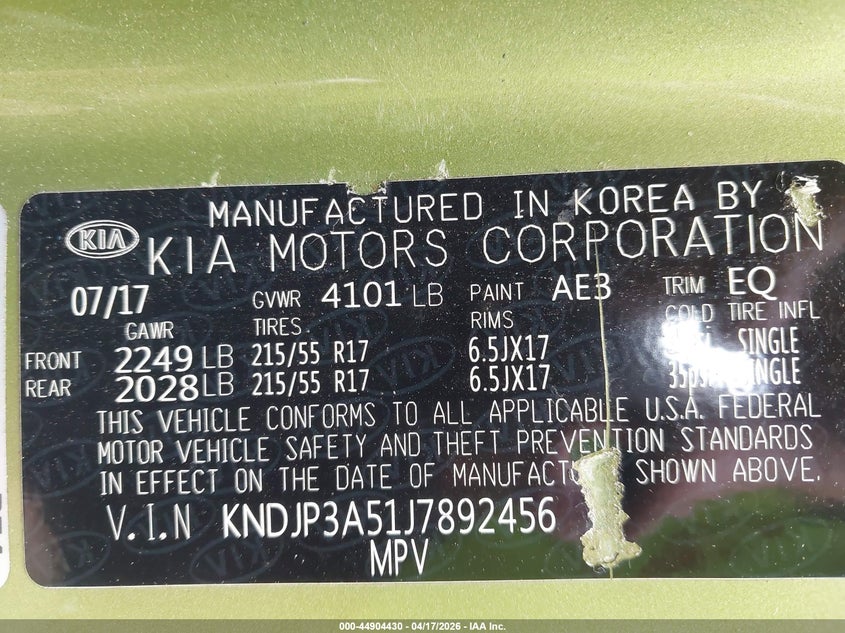 MANUFACTURED IN KOREA BY
KIA KIA MOTORS CORPORATION
07/17 GVWR 4101 LB PAINT AE3 TRIM EQ
GAWR TIRES RIMS COLD TIRE INFL
FRONT 2249 LB 215/55 R17 6.5JX17 SINGLE
REAR 2028 LB 215/55 R17 6.5JX17 35psi SINGLE
THIS VEHICLE CONFORMS TO ALL APPLICABLE U.S.A. FEDERAL
MOTOR VEHICLE SAFETY AND THEFT PREVENTION STANDARDS
IN EFFECT ON THE DATE OF MANUFACTURE SHOWN ABOVE.
V.I.N KNDJP3A51J7892456
MPV
000-44904430 - 04/17/2026 - IAA Inc.